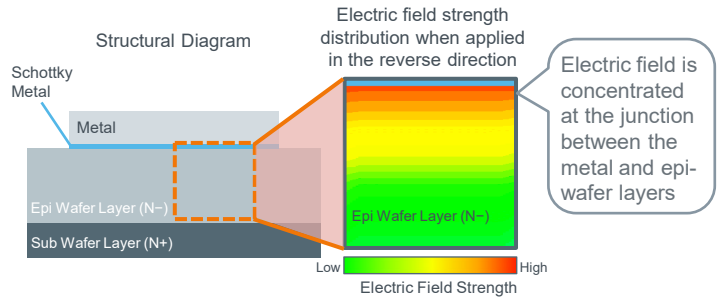 Structural Diagram
Schottky
Metal
Metal
Epi Wafer Layer (N−)
Sub Wafer Layer (N+)
Electric field strength
distribution when applied
in the reverse direction
Epi Wafer Layer (N−)
Low
High
Electric Field Strength
Electric field is
concentrated
at the junction
between the
metal and epi-
wafer layers